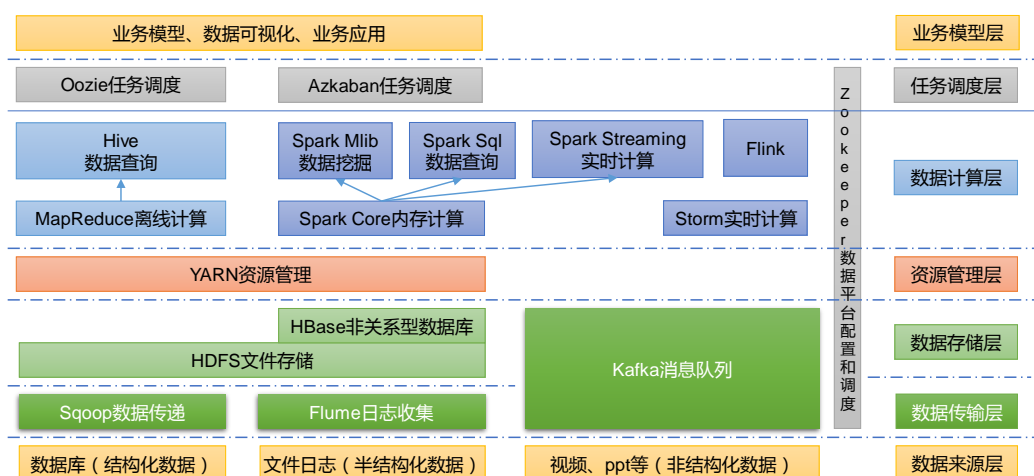 业务模型、数据可视化、业务应用
业务模型层
Oozie任务调度
Azkaban任务调度
任务调度层
Hive
数据查询
Spark Mlib
数据挖掘
Spark Sql
数据查询
Spark Streaming
实时计算
Flink
数据计算层
MapReduce离线计算
Spark Core内存计算
Storm实时计算
Zookeeper数据平台配置和调度
YARN资源管理
资源管理层
HBase非关系型数据库
HDFS文件存储
Kafka消息队列
数据存储层
Sqoop数据传递
Flume日志收集
数据传输层
数据库（结构化数据）
文件日志（半结构化数据）
视频、ppt等（非结构化数据）
数据来源层